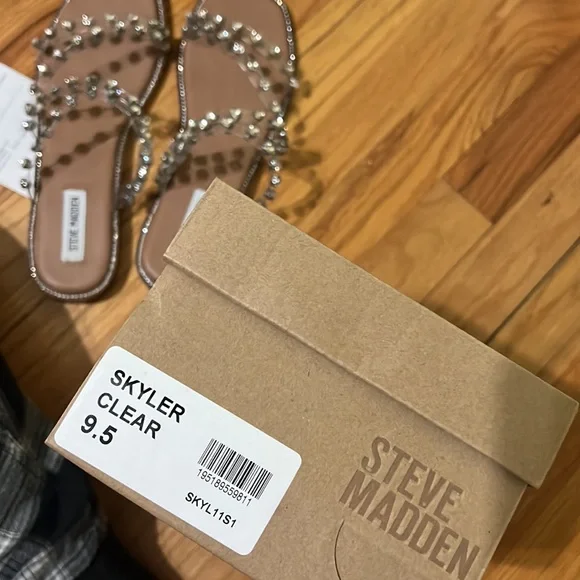 STEVE MADDEN
SKYLER
CLEAR
9.5
195189559811
SKYL11S1
STEVE
MADDEN